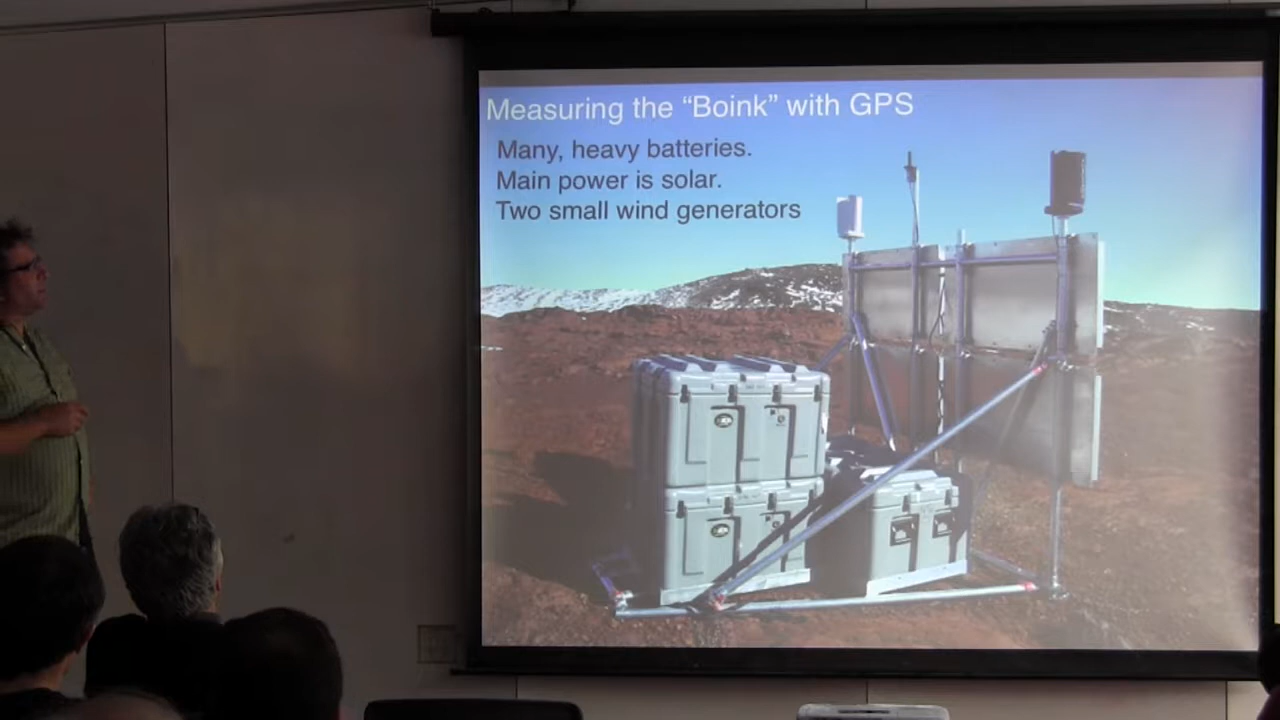 Measuring the “Boink” with GPS
Many, heavy batteries.
Main power is solar.
Two small wind generators